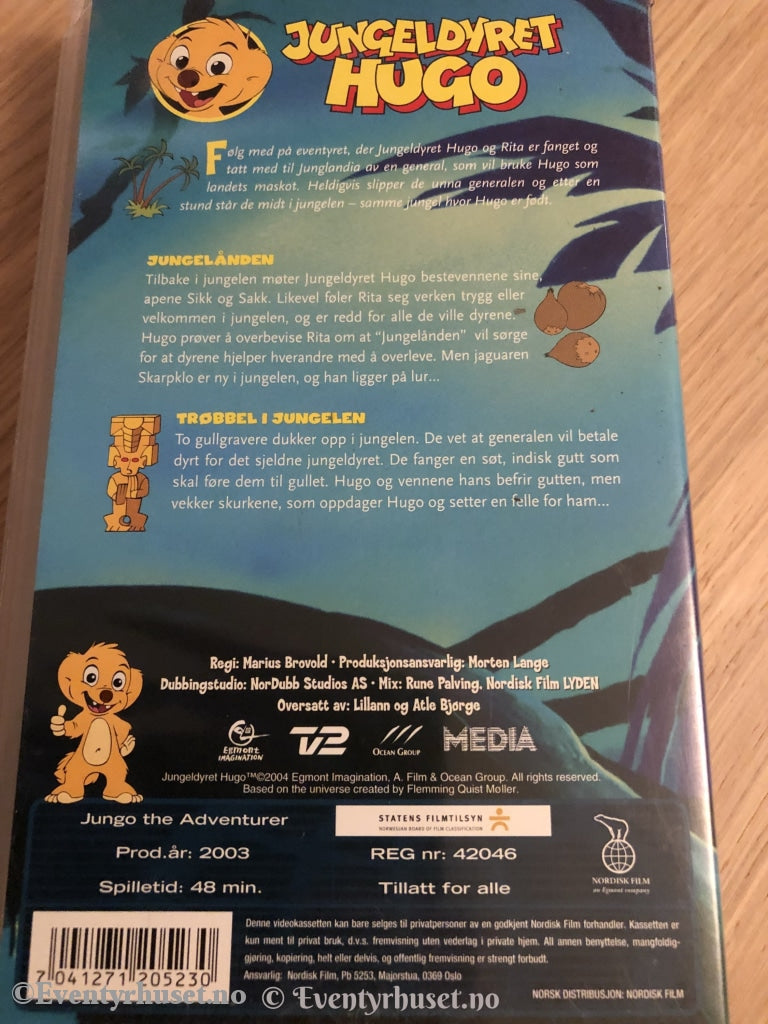 JUNGELDYRET
HUGO
Følg med på eventyret, der Jungeldyret Hugo og Rita er fanget og
tatt med til Junglandia av en general, som vil bruke Hugo som
landets maskot. Heldigvis slipper de unna generalen og etter en
stund står de midt i jungelen – samme jungel hvor Hugo er født.
JUNGELÅNDEN
Tilbake i jungelen møter Jungeldyret Hugo bestevennene sine,
apene Sikk og Sakk. Likevel føler Rita seg verken trygg eller
velkommen i jungelen, og er redd for alle de ville dyrene.
Hugo prøver å overbevise Rita om at "Jungelånden" vil sørge
for at dyrene hjelper hverandre med å overleve. Men jaguaren
Skarpklo er ny i jungelen, og han ligger på lur...
TRØBBEL I JUNGELEN
To gullgravere dukker opp i jungelen. De vet at generalen vil betale
dyrt for det sjeldne jungeldyret. De fanger en søt, indisk gutt som
skal føre dem til gullet. Hugo og vennene hans befrir gutten, men
vekker skurkene, som oppdager Hugo og setter en felle for ham...
Regi: Marius Brovold · Produksjonsansvarlig: Morten Lange
Dubbingstudio: NorDubb Studios AS · Mix: Rune Palving, Nordisk Film LYDEN
Oversatt av: Lillann og Atle Bjørge
EGMONT IMAGINATION TV2 OCEAN GROUP MEDIA
Jungeldyret Hugo™©2004 Egmont Imagination, A. Film & Ocean Group. All rights reserved.
Based on the universe created by Flemming Quist Møller.
Jungo the Adventurer
STATENS FILMTILSYN
NORWEGIAN BOARD OF FILM CLASSIFICATION
Prod.år: 2003
REG nr: 42046
Spilletid: 48 min.
Tillatt for alle
NORDISK FILM
an Egmont company
Denne videokassetten kan bare selges til privatpersoner av en godkjent Nordisk Film forhandler. Kassetten er
kun ment til privat bruk, d.v.s. fremvisning uten vederlag i private hjem. All annen benyttelse, mangfoldig-
gjøring, kopiering, helt eller delvis, og offentlig fremvisning er strengt forbudt.
Ansvarlig: Nordisk Film, Pb 5253, Majorstua, 0369 Oslo
NORSK DISTRIBUSJON: NORDISK FILM
7 041271 205230
©Eventyrhuset.no © Eventyrhuset.no